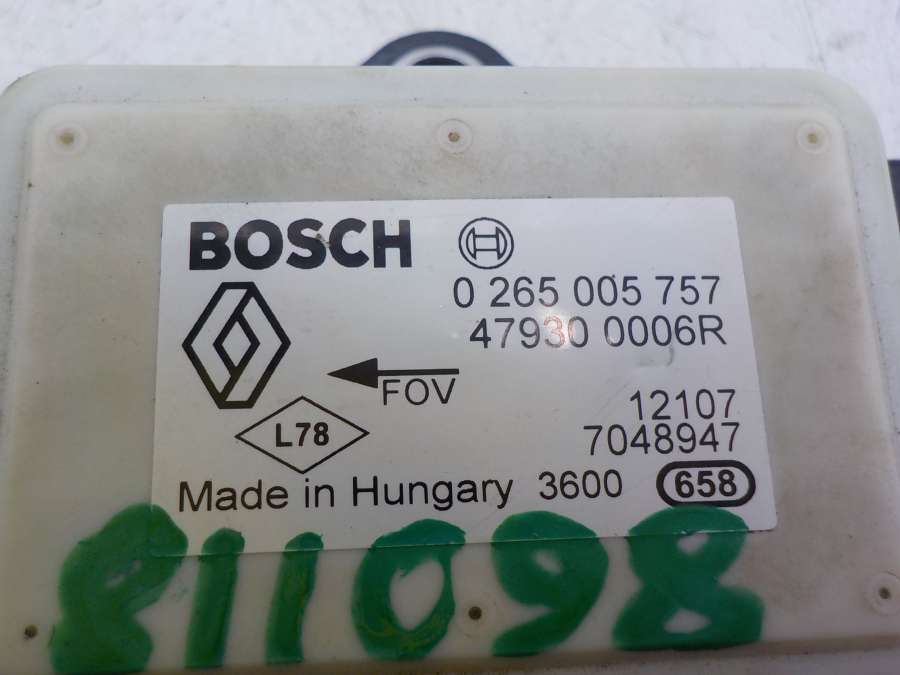 BOSCH
0 265 005 757
47930 0006R
FOV
12107
L78
7048947
Made in Hungary 3600 658
811098